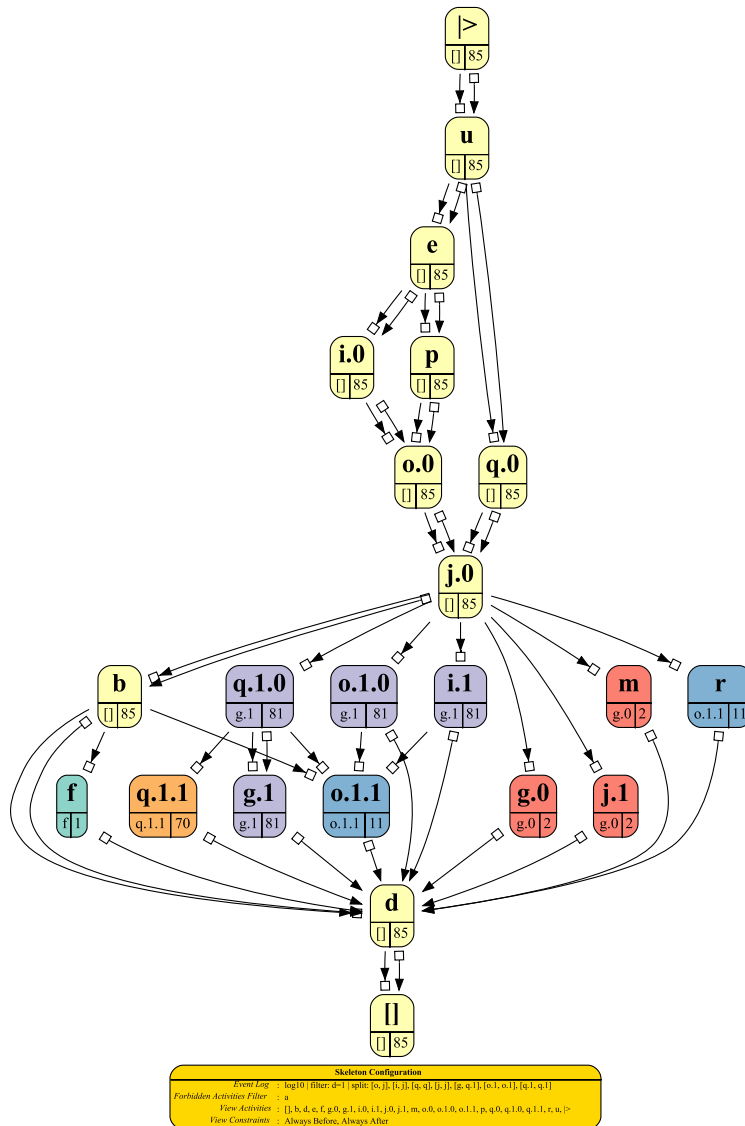 |>
[] 85
u
[] 85
e
[] 85
i.0
[] 85
p
[] 85
o.0
[] 85
q.0
[] 85
j.0
[] 85
b
[] 85
q.1.0
g.1 81
o.1.0
g.1 81
i.1
g.1 81
m
g.0 2
r
o.1.1 11
f
f 1
q.1.1
q.1.1 70
g.1
g.1 81
o.1.1
o.1.1 11
g.0
g.0 2
j.1
g.0 2
d
[] 85
[]
[] 85
Skeleton Configuration
Event Log : log10 | filter: d=1 | split: [o, j], [i, j], [q, q], [j, j], [g, q.1], [o.1, o.1], [q.1, q.1]
Forbidden Activities Filter : a
View Activities : [], b, d, e, f, g.0, g.1, i.0, i.1, j.0, j.1, m, o.0, o.1.0, o.1.1, p, q.0, q.1.0, q.1.1, r, u, |>
View Constraints : Always Before, Always After